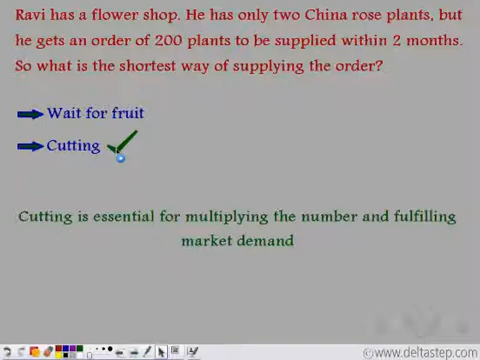 Ravi has a flower shop. He has only two China rose plants, but
he gets an order of 200 plants to be supplied within 2 months.
So what is the shortest way of supplying the order?
Wait for fruit
Cutting
Cutting is essential for multiplying the number and fulfilling
market demand
© www.deltastep.com